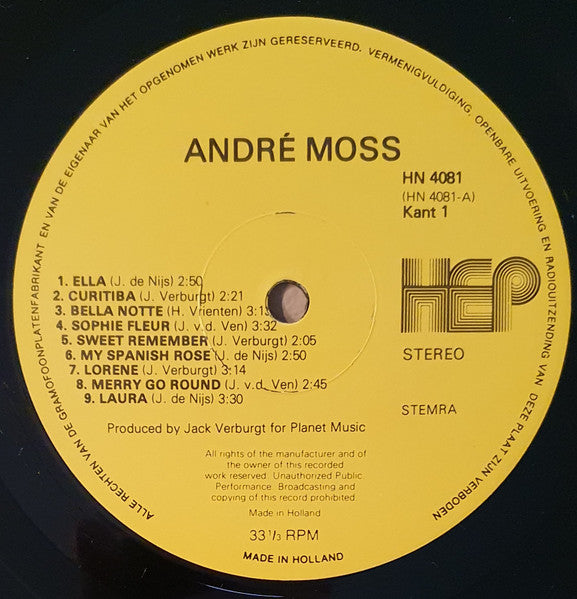 ALLE RECHTEN VAN DE GRAMOFOONPLATENFABRIKANT EN VAN DE EIGENAAR VAN HET OPGENOMEN WERK ZIJN GERESERVEERD. VERMENIGVULDIGING, OPENBARE UITVOERING EN RADIOUITZENDING VAN DEZE PLAAT ZIJN VERBODEN
ANDRÉ MOSS
HN 4081
(HN 4081-A)
Kant 1
HEP
STEREO
STEMRA
1. ELLA (J. de Nijs) 2:50
2. CURITIBA (J. Verburgt) 2:21
3. BELLA NOTTE (H. Vrienten) 3:13
4. SOPHIE FLEUR (J. v.d. Ven) 3:32
5. SWEET REMEMBER (J. Verburgt) 2:05
6. MY SPANISH ROSE (J. de Nijs) 2:50
7. LORENE (J. Verburgt) 3:14
8. MERRY GO ROUND (J. v.d. Ven) 2:45
9. LAURA (J. de Nijs) 3:30
Produced by Jack Verburgt for Planet Music
All rights of the manufacturer and of
the owner of this recorded
work reserved. Unauthorized Public
Performance. Broadcasting and
copying of this record prohibited.
Made in Holland
33 1/3 RPM
MADE IN HOLLAND